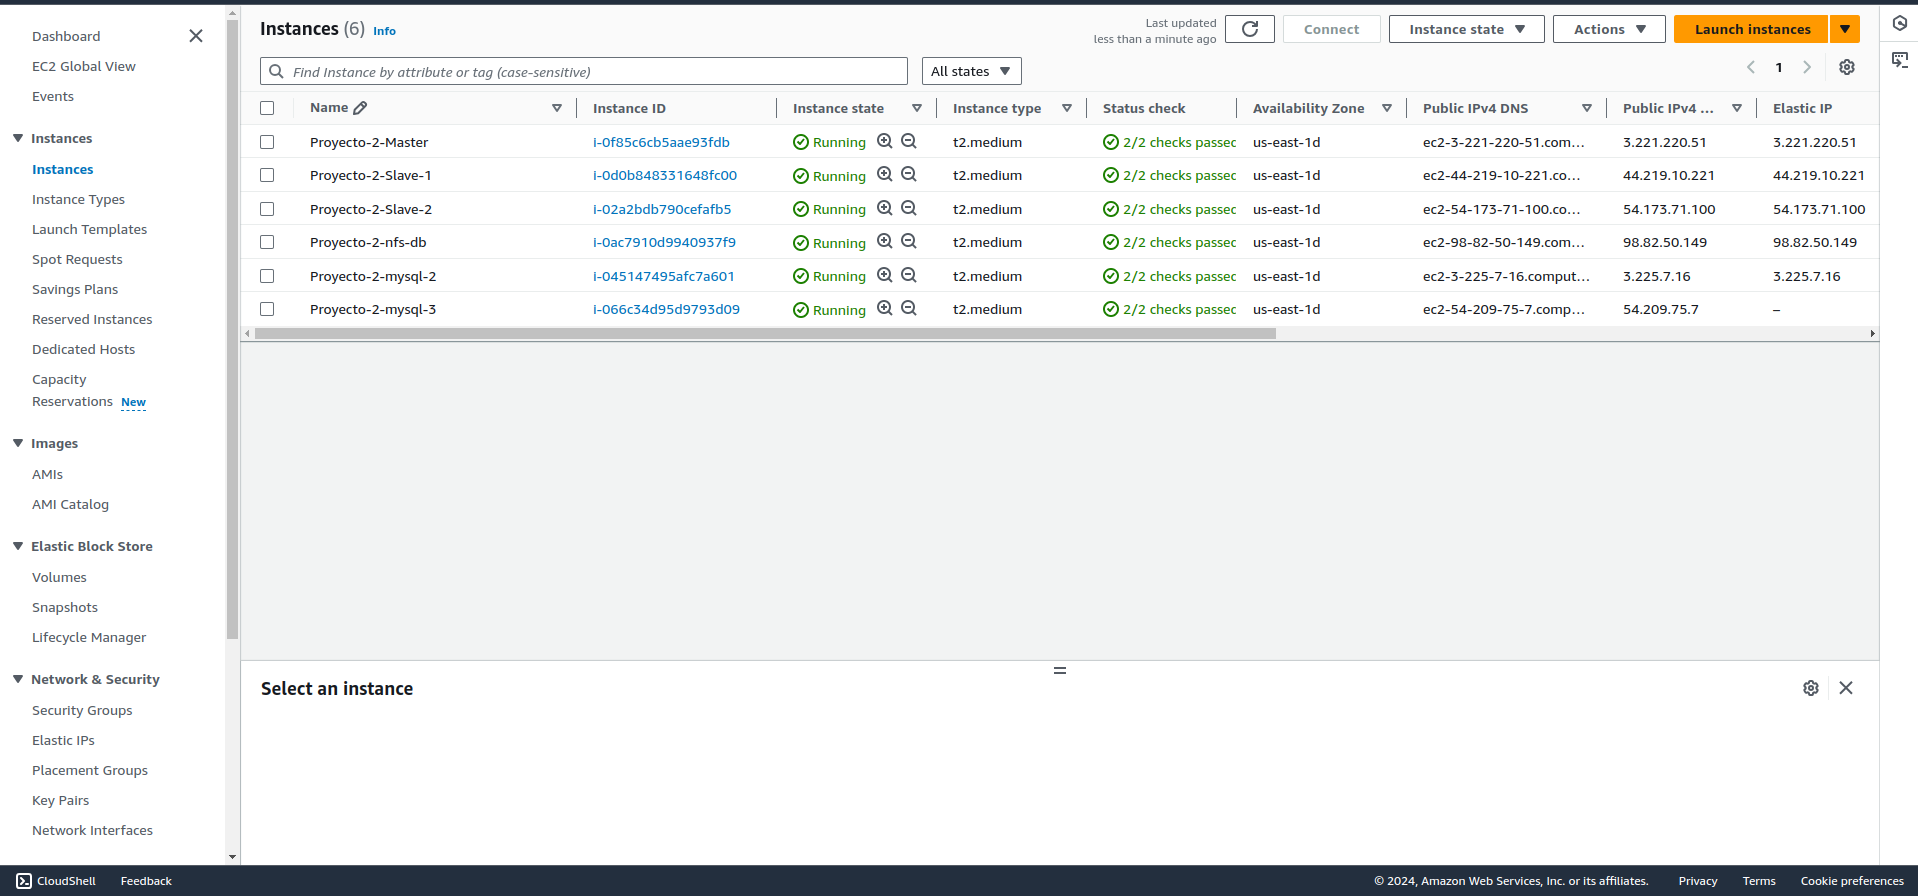 Dashboard
EC2 Global View
Events
Instances
Instances
Instance Types
Launch Templates
Spot Requests
Savings Plans
Reserved Instances
Dedicated Hosts
Capacity
Reservations New
Images
AMIs
AMI Catalog
Elastic Block Store
Volumes
Snapshots
Lifecycle Manager
Network & Security
Security Groups
Elastic IPs
Placement Groups
Key Pairs
Network Interfaces
Instances (6) Info
Last updated
less than a minute ago
Connect
Instance state
Actions
Launch instances
Find Instance by attribute or tag (case-sensitive)
All states
1
Name Instance ID Instance state Instance type Status check Availability Zone Public IPv4 DNS Public IPv4 ... Elastic IP
Proyecto-2-Master i-0f85c6cb5aae93fdb Running t2.medium 2/2 checks passec us-east-1d ec2-3-221-220-51.com... 3.221.220.51 3.221.220.51
Proyecto-2-Slave-1 i-0d0b848331648fc00 Running t2.medium 2/2 checks passec us-east-1d ec2-44-219-10-221.co... 44.219.10.221 44.219.10.221
Proyecto-2-Slave-2 i-02a2bdb790cefafb5 Running t2.medium 2/2 checks passec us-east-1d ec2-54-173-71-100.co... 54.173.71.100 54.173.71.100
Proyecto-2-nfs-db i-0ac7910d9940937f9 Running t2.medium 2/2 checks passec us-east-1d ec2-98-82-50-149.com... 98.82.50.149 98.82.50.149
Proyecto-2-mysql-2 i-045147495afc7a601 Running t2.medium 2/2 checks passec us-east-1d ec2-3-225-7-16.comput... 3.225.7.16 3.225.7.16
Proyecto-2-mysql-3 i-066c34d95d9793d09 Running t2.medium 2/2 checks passec us-east-1d ec2-54-209-75-7.comp... 54.209.75.7 –
Select an instance
CloudShell Feedback © 2024, Amazon Web Services, Inc. or its affiliates. Privacy Terms Cookie preferences